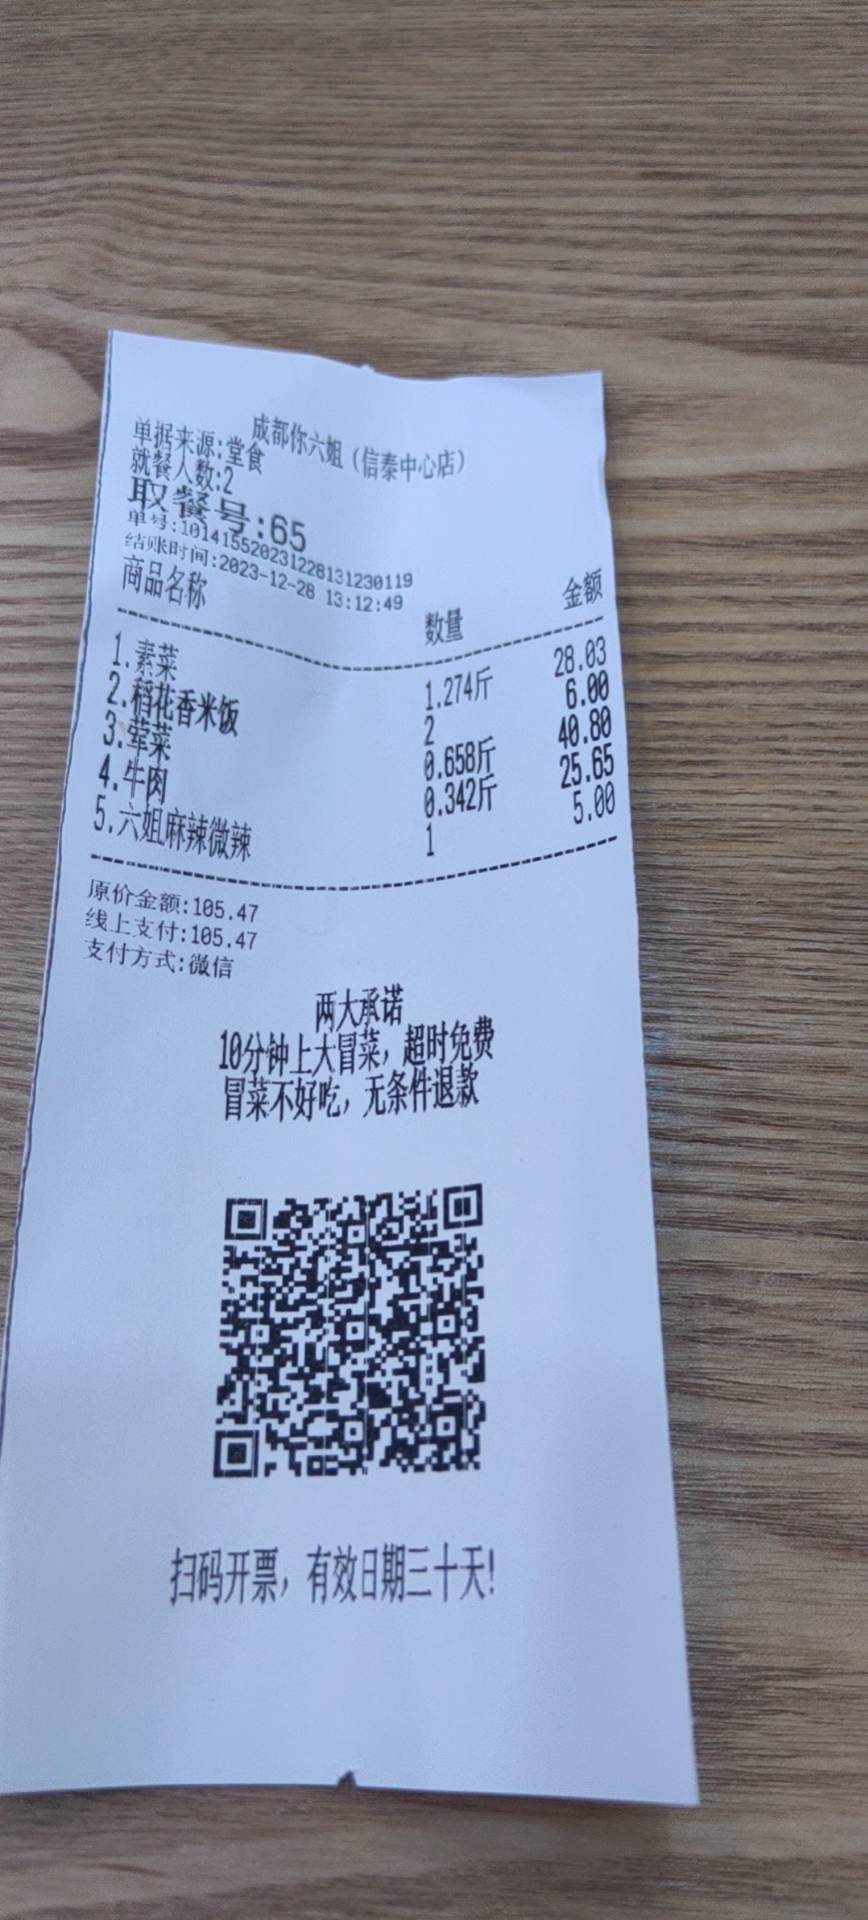 成都你六姐（信泰中心店）
单据来源:堂食
就餐人数:2
取餐号:65
单号:101415520231228131230119
结账时间:2023-12-28 13:12:49
商品名称 数量 金额
1.素菜 1.274斤 28.03
2.稻花香米饭 2 6.00
3.荤菜 0.658斤 40.80
4.牛肉 0.342斤 25.65
5.六姐麻辣微辣 1 5.00
原价金额:105.47
线上支付:105.47
支付方式:微信
两大承诺
10分钟上大冒菜，超时免费
冒菜不好吃，无条件退款
扫码开票，有效日期三十天!